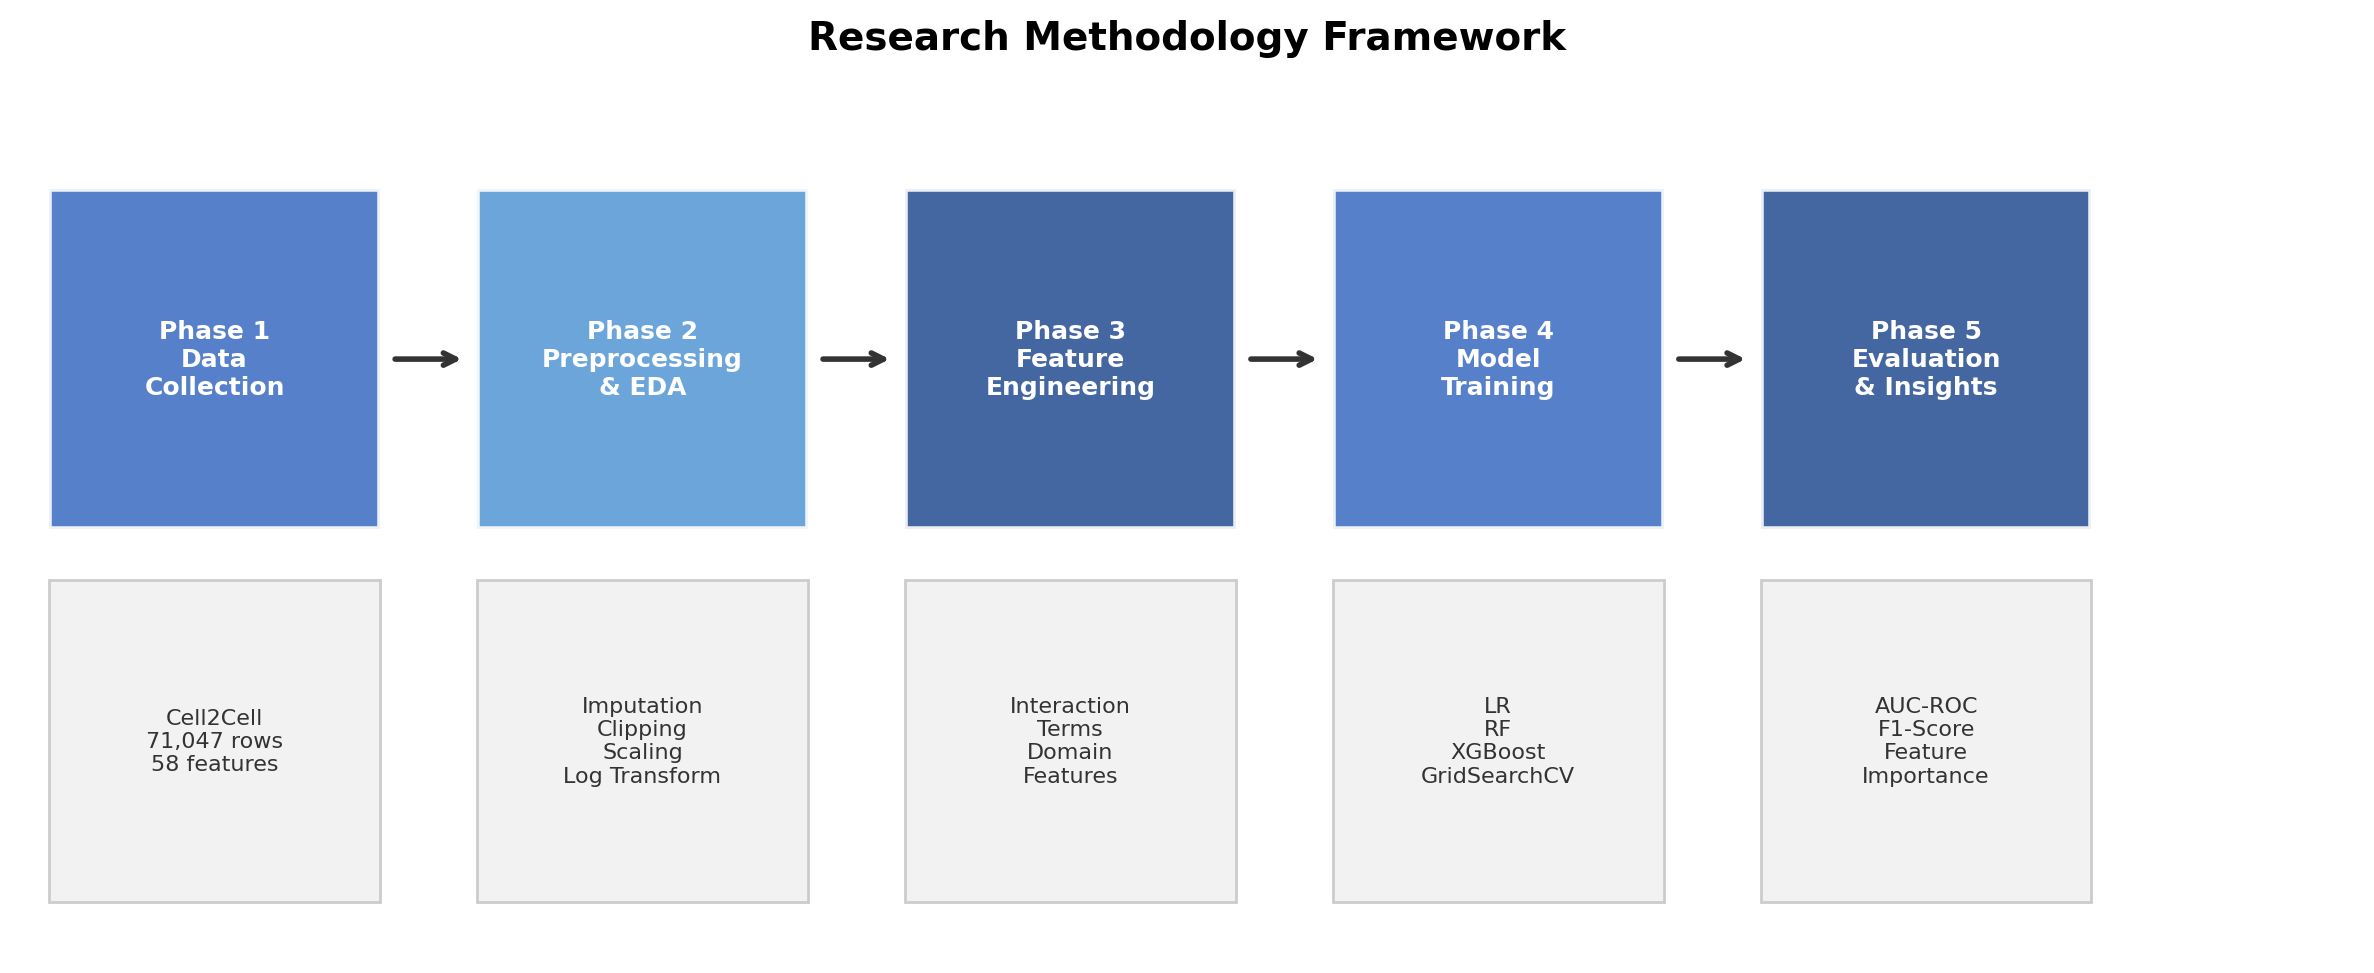 Research Methodology Framework
Phase 1
Data
Collection
Phase 2
Preprocessing
& EDA
Phase 3
Feature
Engineering
Phase 4
Model
Training
Phase 5
Evaluation
& Insights
Cell2Cell
71,047 rows
58 features
Imputation
Clipping
Scaling
Log Transform
Interaction
Terms
Domain
Features
LR
RF
XGBoost
GridSearchCV
AUC-ROC
F1-Score
Feature
Importance